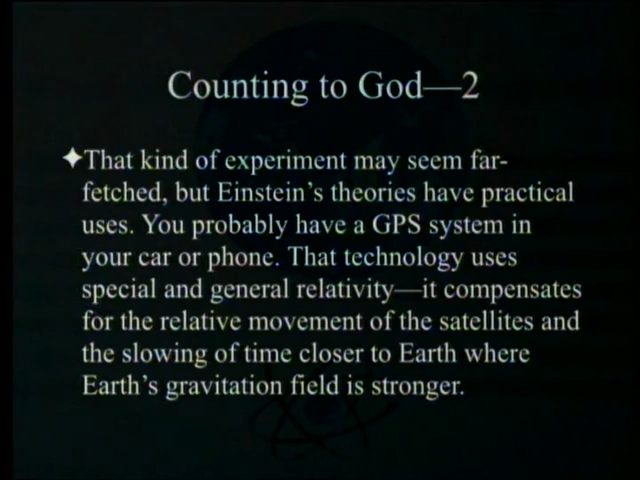 Counting to God—2
✦That kind of experiment may seem far-
fetched, but Einstein's theories have practical
uses. You probably have a GPS system in
your car or phone. That technology uses
special and general relativity—it compensates
for the relative movement of the satellites and
the slowing of time closer to Earth where
Earth's gravitation field is stronger.